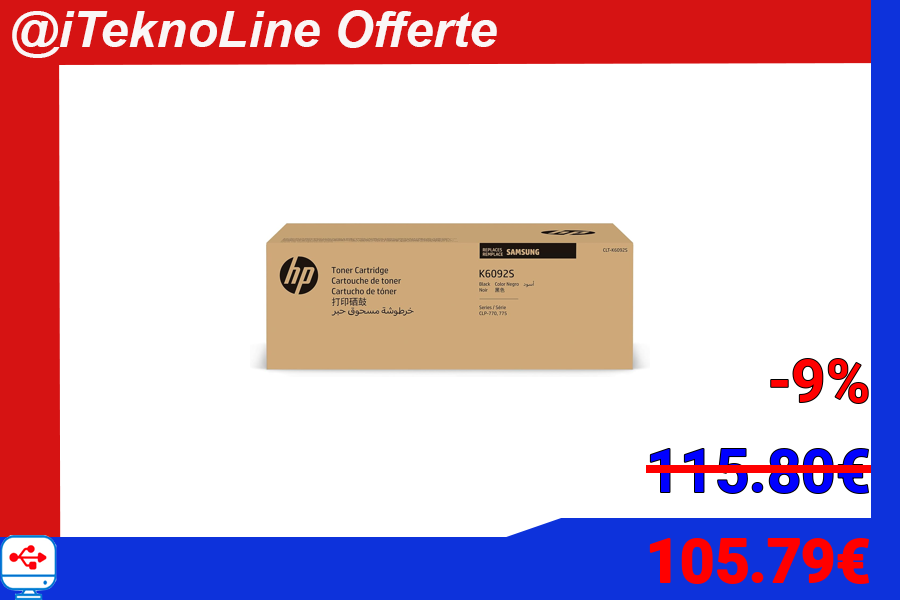 @iTeknoLine Offerte
hp
Toner Cartridge
Cartouche de toner
Cartucho de tóner
打印硒鼓
خرطوشة مسحوق حبر
REPLACES
REMPLACE
SAMSUNG
CLT-K6092S
K6092S
Black Color Negro أسود
Noir 黑色
Series / Série
CLP-770, 775
-9%
115.80€
105.79€